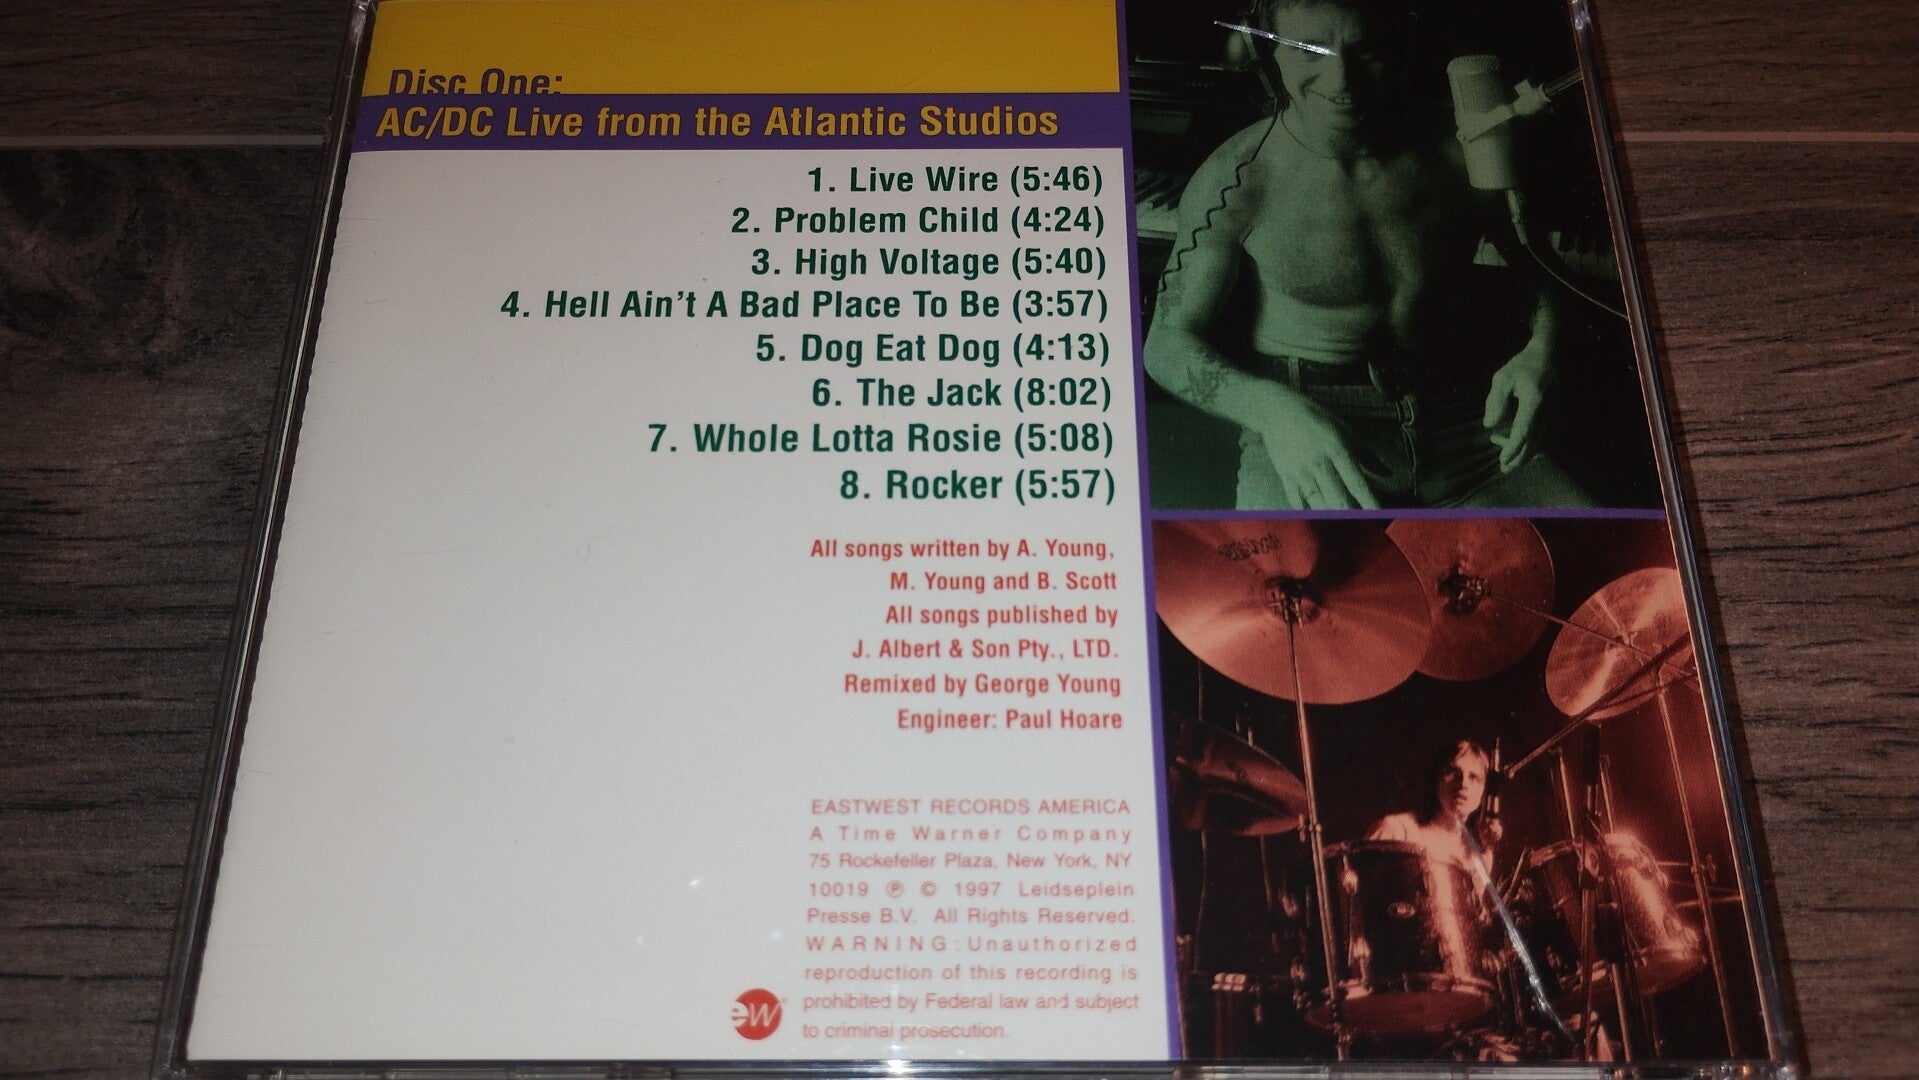 Disc One:
AC/DC Live from the Atlantic Studios
1. Live Wire (5:46)
2. Problem Child (4:24)
3. High Voltage (5:40)
4. Hell Ain't A Bad Place To Be (3:57)
5. Dog Eat Dog (4:13)
6. The Jack (8:02)
7. Whole Lotta Rosie (5:08)
8. Rocker (5:57)
All songs written by A. Young,
M. Young and B. Scott
All songs published by
J. Albert & Son Pty., LTD.
Remixed by George Young
Engineer: Paul Hoare
EASTWEST RECORDS AMERICA
A Time Warner Company
75 Rockefeller Plaza, New York, NY
10019 ℗ © 1997 Leidseplein
Presse B.V. All Rights Reserved.
WARNING: Unauthorized
reproduction of this recording is
prohibited by Federal law and subject
to criminal prosecution.
ew